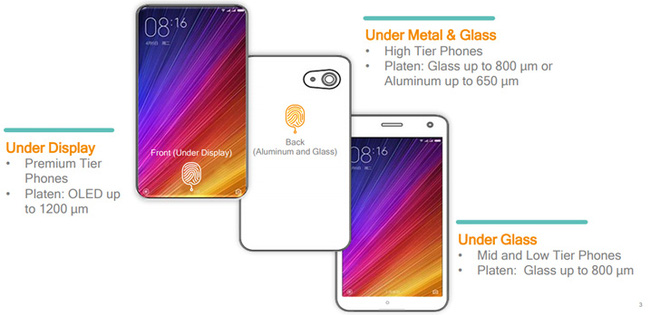 Under Metal & Glass
• High Tier Phones
• Platen: Glass up to 800 µm or
Aluminum up to 650 µm
08:16
Front (Under Display)
Back
(Aluminum and Glass)
Under Display
• Premium Tier
Phones
• Platen: OLED up
to 1200 µm
08:16
Under Glass
• Mid and Low Tier Phones
• Platen: Glass up to 800 µm
3